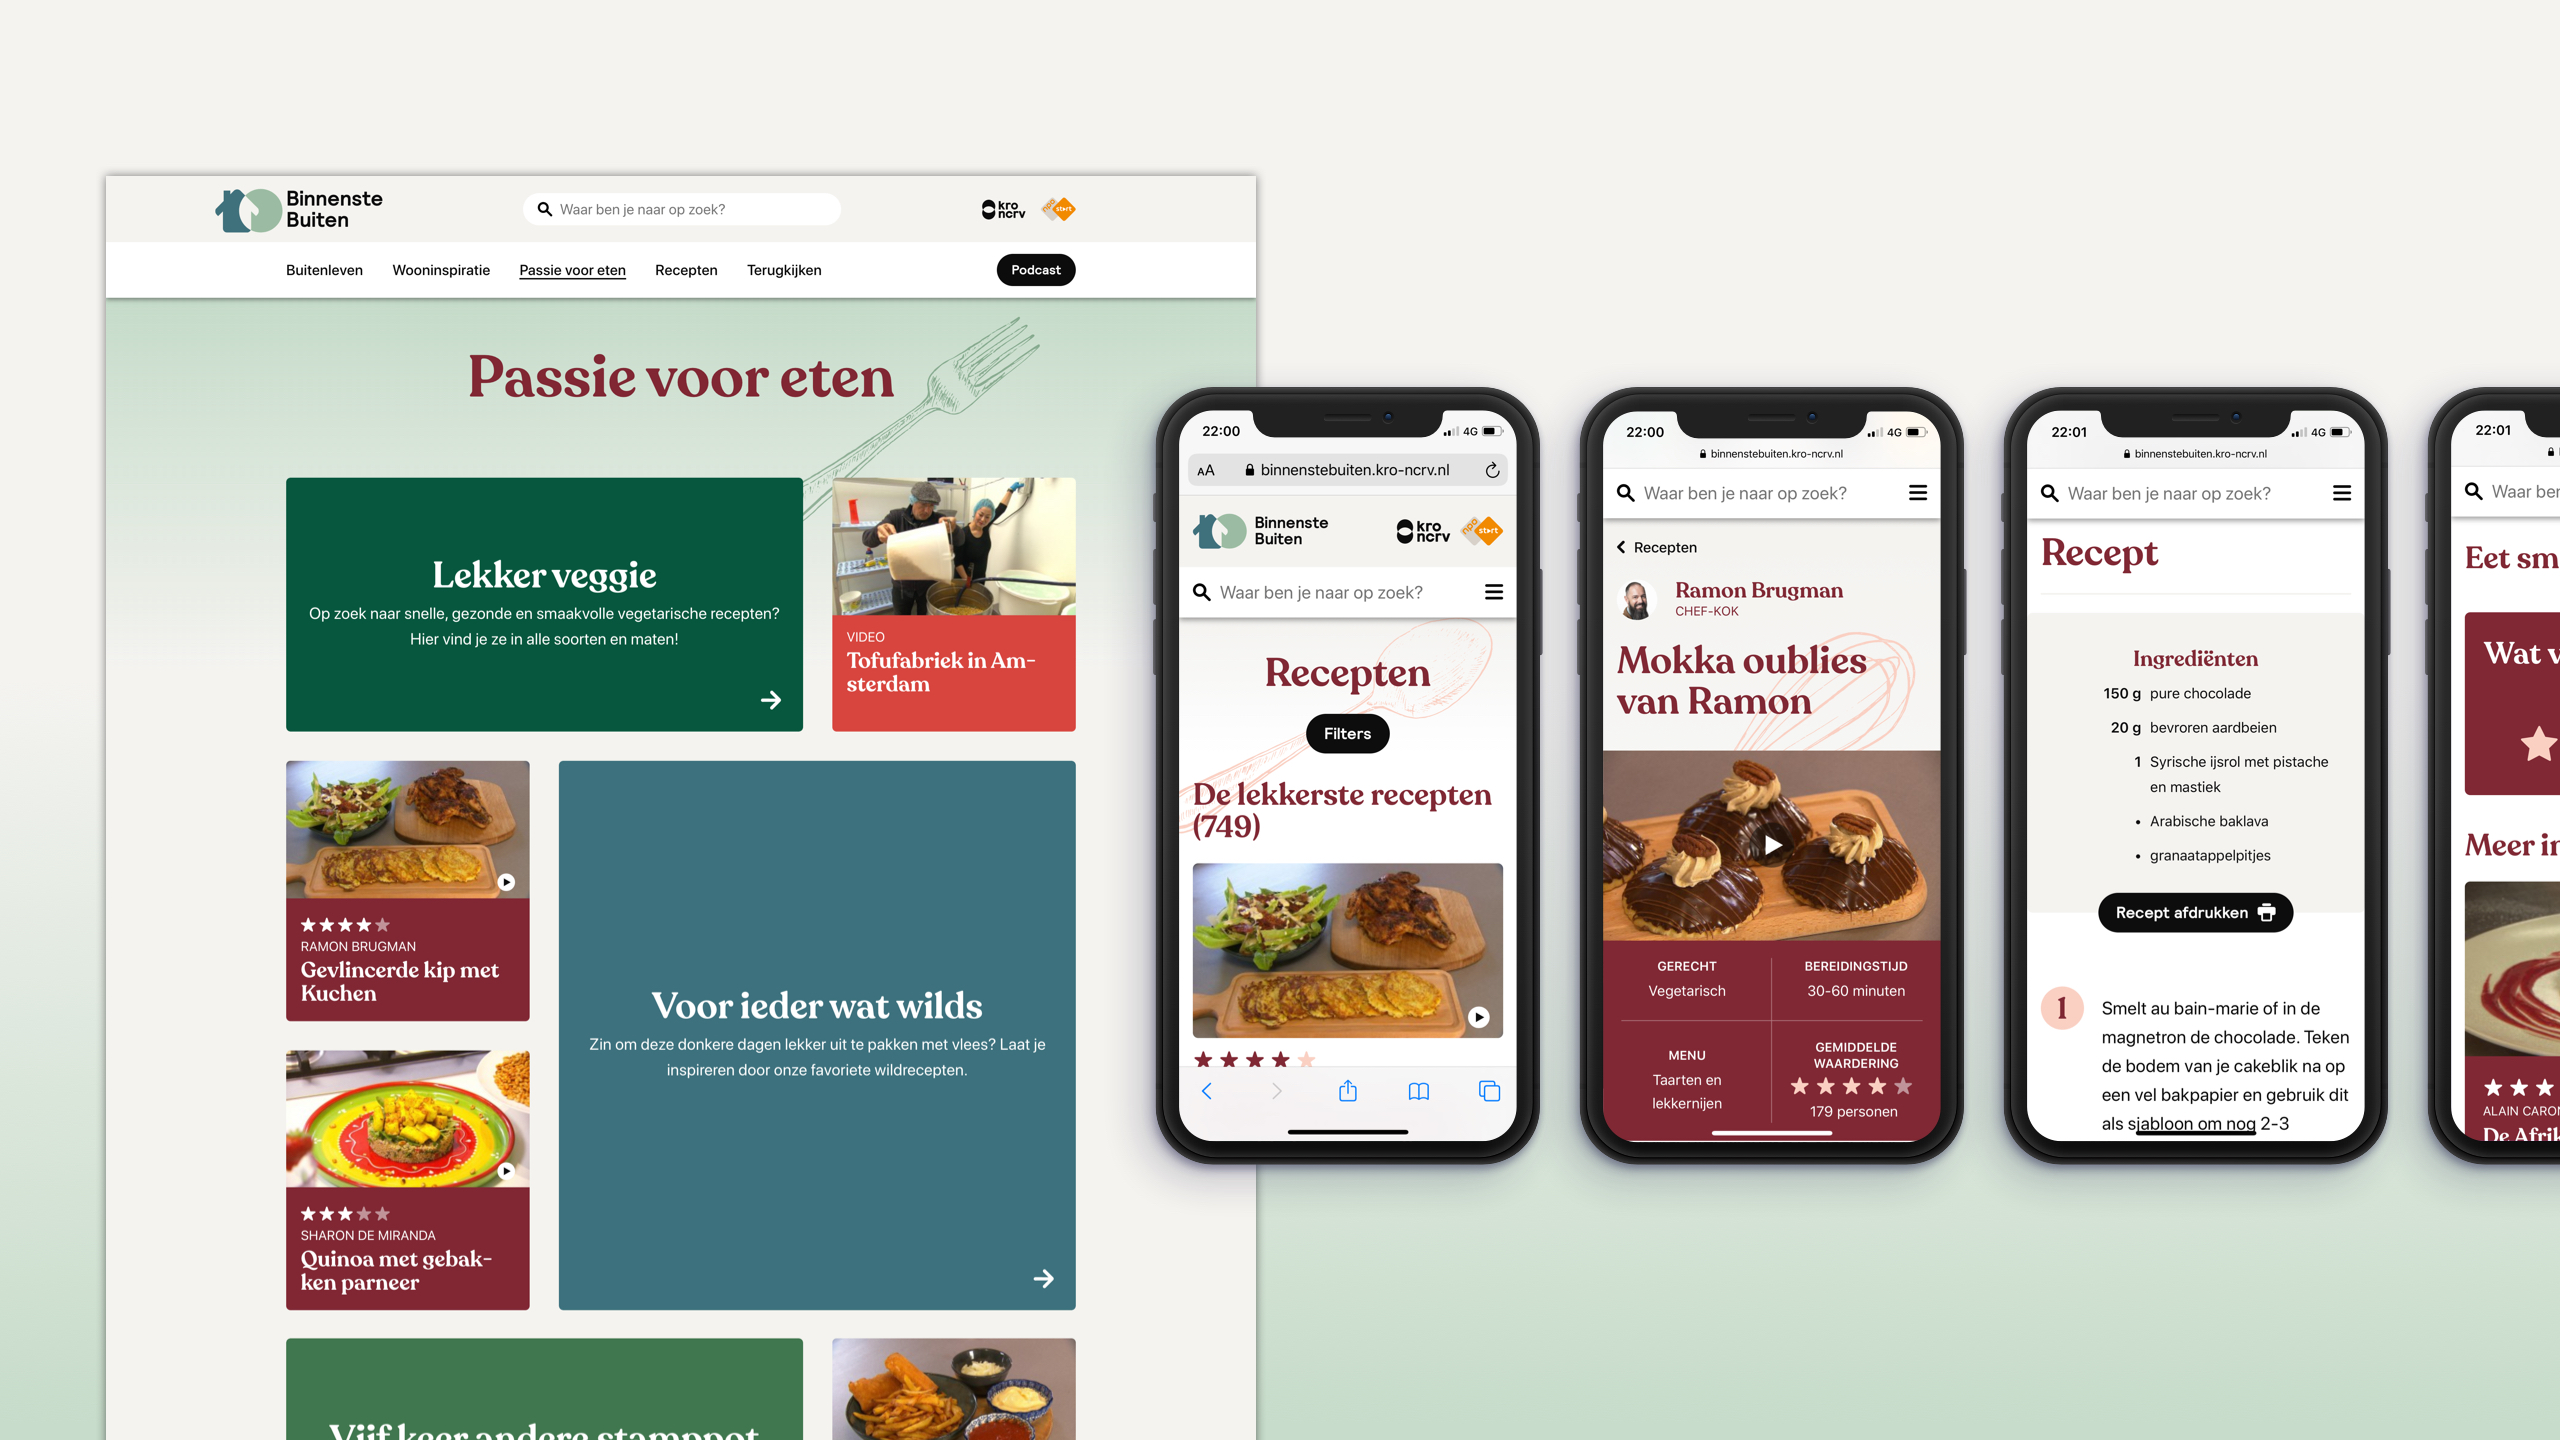 Binnenste
Buiten
Waar ben je naar op zoek?
kro
ncrv
npo
start
Buitenleven
Wooninspiratie
Passie voor eten
Recepten
Terugkijken
Podcast
Passie voor eten
Lekker veggie
Op zoek naar snelle, gezonde en smaakvolle vegetarische recepten?
Hier vind je ze in alle soorten en maten!
VIDEO
Tofufabriek in Am-
sterdam
RAMON BRUGMAN
Gevlincerde kip met
Kuchen
Voor ieder wat wilds
Zin om deze donkere dagen lekker uit te pakken met vlees? Laat je
inspireren door onze favoriete wildrecepten.
SHARON DE MIRANDA
Quinoa met gebak-
ken parneer
Vijf keer andere stamppot
22:00
4G
AA
binnenstebuiten.kro-ncrv.nl
Binnenste
Buiten
kro
ncrv
npo
start
Waar ben je naar op zoek?
Recepten
Filters
De lekkerste recepten
(749)
22:00
4G
binnenstebuiten.kro-ncrv.nl
Waar ben je naar op zoek?
Recepten
Ramon Brugman
CHEF-KOK
Mokka oublies
van Ramon
GERECHT
Vegetarisch
BEREIDINGSTIJD
30-60 minuten
MENU
Taarten en
lekkernijen
GEMIDDELDE
WAARDERING
179 personen
22:01
4G
binnenstebuiten.kro-ncrv.nl
Waar ben je naar op zoek?
Recept
Ingrediënten
150 g pure chocolade
20 g bevroren aardbeien
1 Syrische ijsrol met pistache
en mastiek
• Arabische baklava
• granaatappelpitjes
Recept afdrukken
1
Smelt au bain-marie of in de
magnetron de chocolade. Teken
de bodem van je cakeblik na op
een vel bakpapier en gebruik dit
als sjabloon om nog 2-3
22:01
Waar ben
Eet sm
Wat v
Meer in
ALAIN CARON
De Afrik